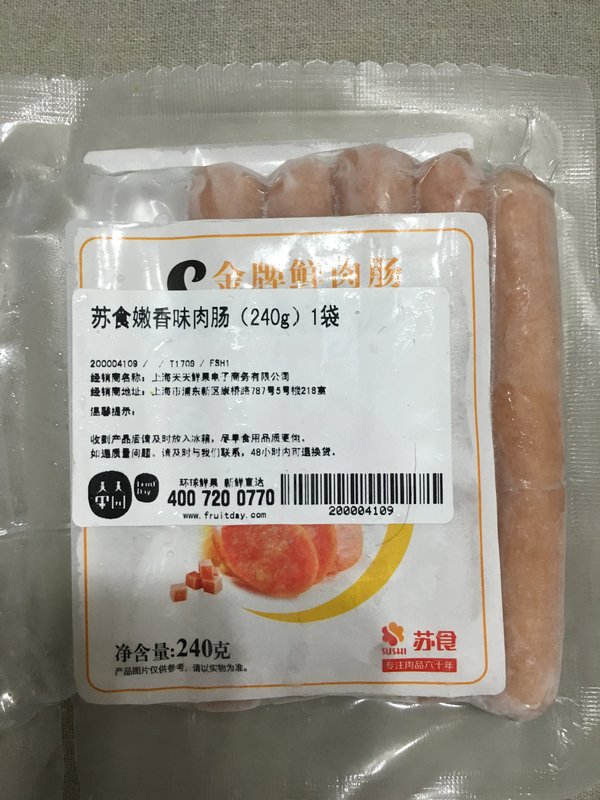 金牌鲜肉肠
苏食嫩香味肉肠（240g）1袋
200004109 / / T1709 / FSH1
经销商名称：上海天天鲜果电子商务有限公司
经销商地址：上海市浦东新区康桥路787号5号楼218室
温馨提示：
收到产品后请及时放入冰箱，尽早食用品质更佳。
如遇质量问题，请及时与我们联系，48小时内可退换货。
天天果园
fruit Day
环球鲜果 新鲜直达
400 720 0770
www.fruitday.com
200004109
净含量:240克
产品图片仅供参考，请以实物为准。
SUSHI 苏食
专注肉品六十年